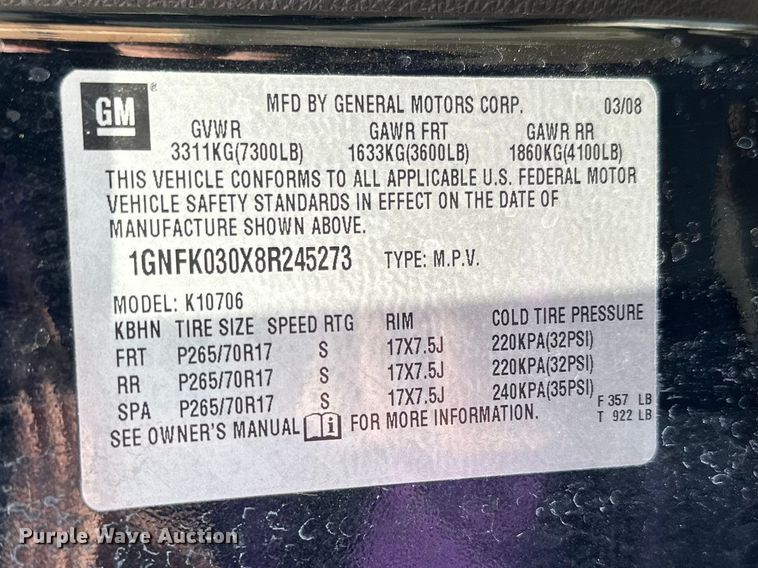 GM ®
MFD BY GENERAL MOTORS CORP. 03/08
GVWR GAWR FRT GAWR RR
3311KG(7300LB) 1633KG(3600LB) 1860KG(4100LB)
THIS VEHICLE CONFORMS TO ALL APPLICABLE U.S. FEDERAL MOTOR
VEHICLE SAFETY STANDARDS IN EFFECT ON THE DATE OF
MANUFACTURE SHOWN ABOVE.
1GNFK030X8R245273 TYPE: M.P.V.
MODEL: K10706
KBHN TIRE SIZE SPEED RTG RIM COLD TIRE PRESSURE
FRT P265/70R17 S 17X7.5J 220KPA(32PSI)
RR P265/70R17 S 17X7.5J 220KPA(32PSI)
SPA P265/70R17 S 17X7.5J 240KPA(35PSI) F 357 LB
T 922 LB
SEE OWNER'S MANUAL i FOR MORE INFORMATION.
Purple Wave Auction